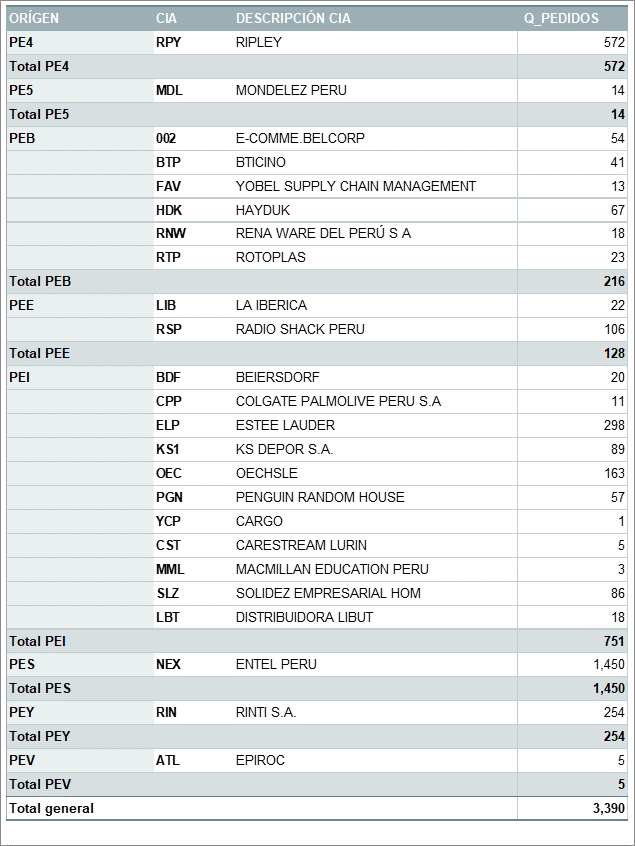 ORÍGEN CIA DESCRIPCIÓN CIA Q_PEDIDOS
PE4 RPY RIPLEY 572
Total PE4 572
PE5 MDL MONDELEZ PERU 14
Total PE5 14
PEB 002 E-COMME.BELCORP 54
BTP BTICINO 41
FAV YOBEL SUPPLY CHAIN MANAGEMENT 13
HDK HAYDUK 67
RNW RENA WARE DEL PERÚ S A 18
RTP ROTOPLAS 23
Total PEB 216
PEE LIB LA IBERICA 22
RSP RADIO SHACK PERU 106
Total PEE 128
PEI BDF BEIERSDORF 20
CPP COLGATE PALMOLIVE PERU S.A 11
ELP ESTEE LAUDER 298
KS1 KS DEPOR S.A. 89
OEC OECHSLE 163
PGN PENGUIN RANDOM HOUSE 57
YCP CARGO 1
CST CARESTREAM LURIN 5
MML MACMILLAN EDUCATION PERU 3
SLZ SOLIDEZ EMPRESARIAL HOM 86
LBT DISTRIBUIDORA LIBUT 18
Total PEI 751
PES NEX ENTEL PERU 1,450
Total PES 1,450
PEY RIN RINTI S.A. 254
Total PEY 254
PEV ATL EPIROC 5
Total PEV 5
Total general 3,390